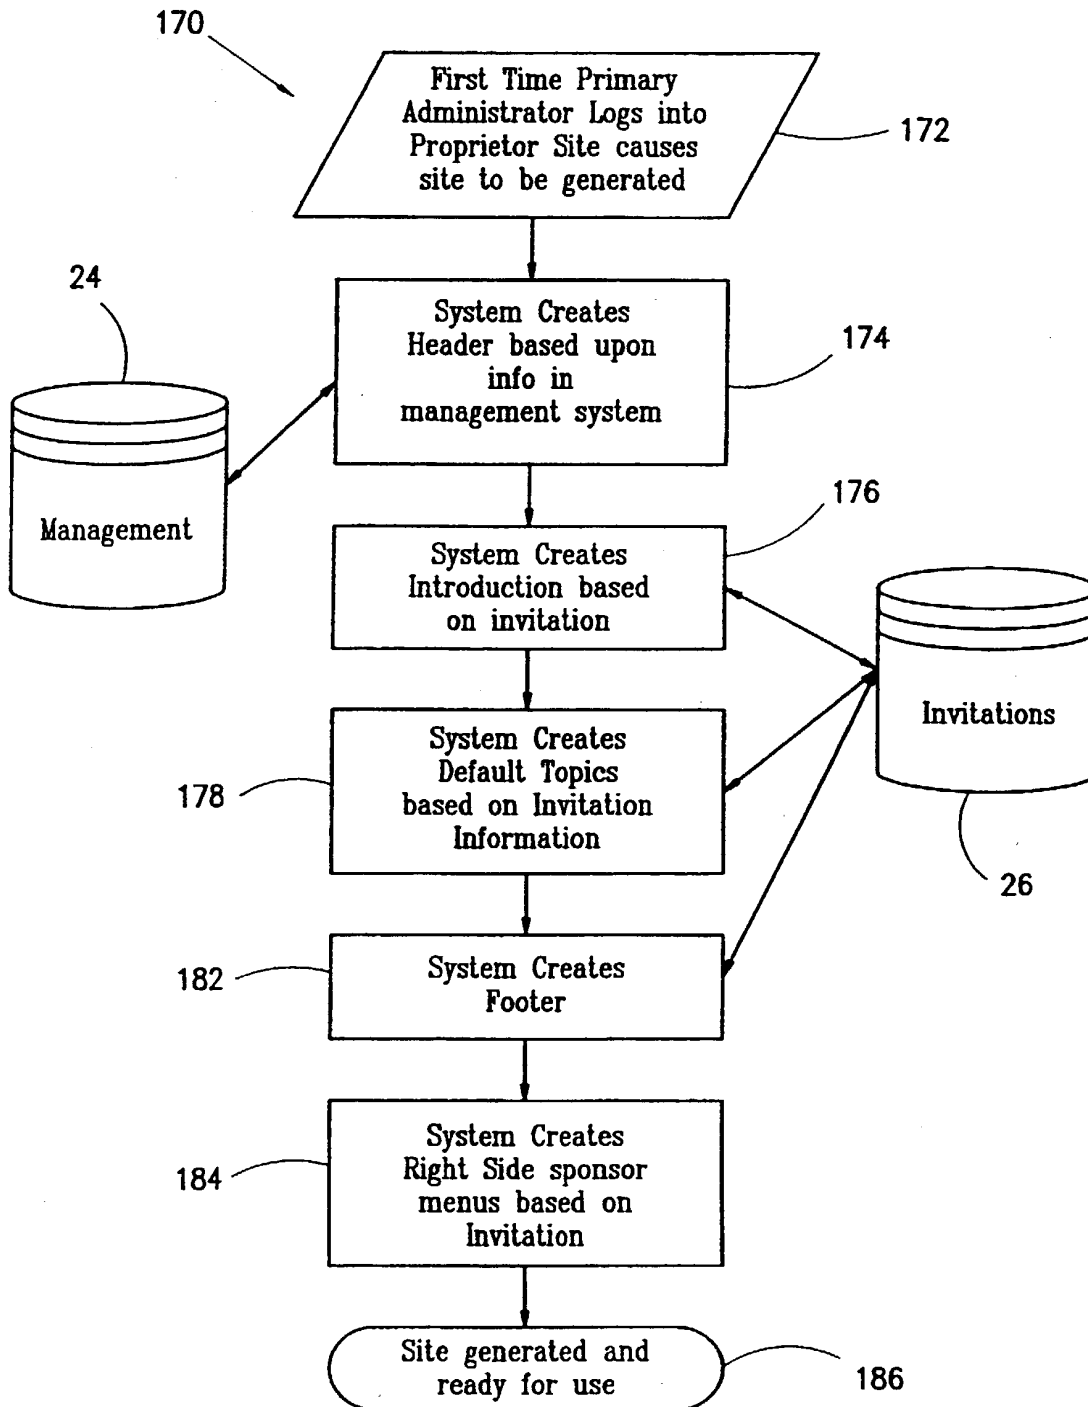 170
First Time Primary
Administrator Logs into
Proprietor Site causes
site to be generated
172
24
System Creates
Header based upon
info in
management system
174
Management
176
System Creates
Introduction based
on invitation
Invitations
System Creates
Default Topics
based on Invitation
Information
178
26
System Creates
Footer
182
System Creates
Right Side sponsor
menus based on
Invitation
184
Site generated and
ready for use
186